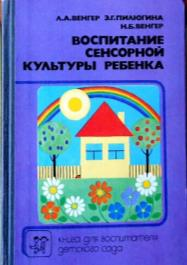 Л.А.ВЕНГЕР Э.Г.ПИЛЮГИНА
Н.Б.ВЕНГЕР
ВОСПИТАНИЕ
СЕНСОРНОЙ
КУЛЬТУРЫ РЕБЕНКА
книга для воспитателя
детского сада